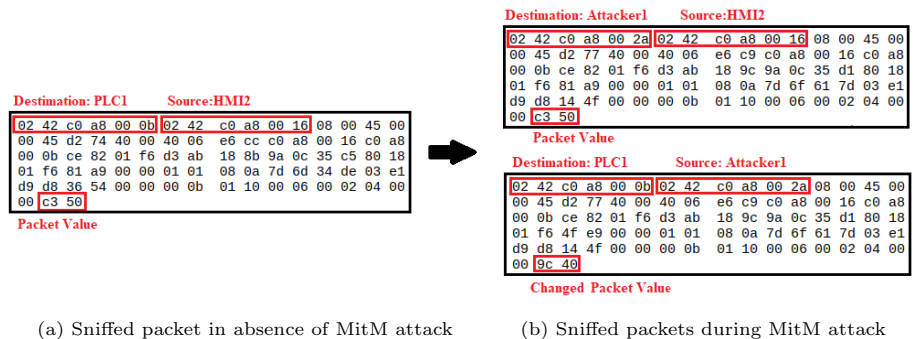 Destination: PLC1 Source:HMI2
02 42 c0 a8 00 0b 02 42 c0 a8 00 16 08 00 45 00
00 45 d2 74 40 00 40 06 e6 cc c0 a8 00 16 c0 a8
00 0b ce 82 01 f6 d3 ab 18 8b 9a 0c 35 c5 80 18
01 f6 81 a9 00 00 01 01 08 0a 7d 6d 34 de 03 e1
d9 d8 36 54 00 00 00 0b 01 10 00 06 00 02 04 00
00 c3 50
Packet Value
(a) Sniffed packet in absence of MitM attack
Destination: Attacker1 Source:HMI2
02 42 c0 a8 00 2a 02 42 c0 a8 00 16 08 00 45 00
00 45 d2 77 40 00 40 06 e6 c9 c0 a8 00 16 c0 a8
00 0b ce 82 01 f6 d3 ab 18 9c 9a 0c 35 d1 80 18
01 f6 81 a9 00 00 01 01 08 0a 7d 6f 61 7d 03 e1
d9 d8 14 4f 00 00 00 0b 01 10 00 06 00 02 04 00
00 c3 50
Packet Value
Destination: PLC1 Source: Attacker1
02 42 c0 a8 00 0b 02 42 c0 a8 00 2a 08 00 45 00
00 45 d2 77 40 00 40 06 e6 c9 c0 a8 00 16 c0 a8
00 0b ce 82 01 f6 d3 ab 18 9c 9a 0c 35 d1 80 18
01 f6 4f e9 00 00 01 01 08 0a 7d 6f 61 7d 03 e1
d9 d8 14 4f 00 00 00 0b 01 10 00 06 00 02 04 00
00 9c 40
Changed Packet Value
(b) Sniffed packets during MitM attack